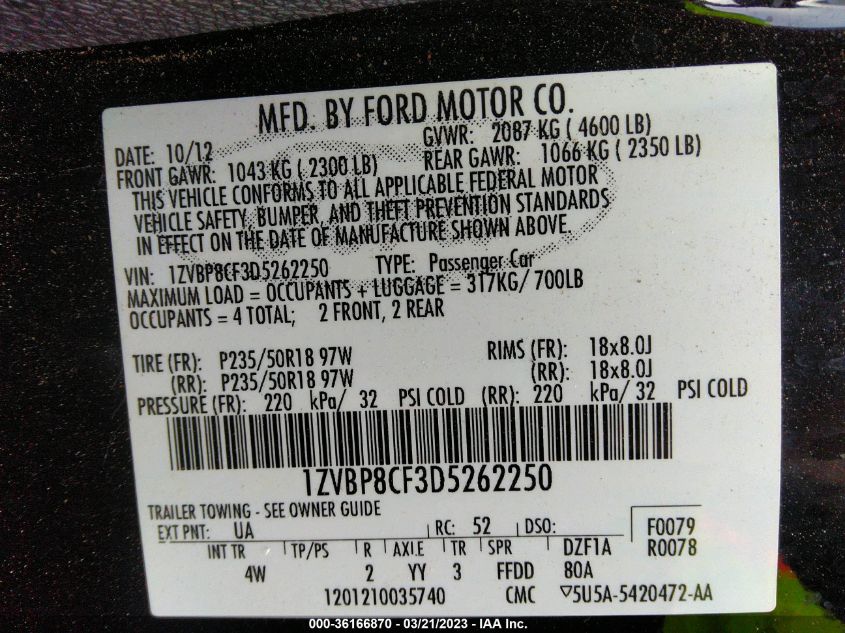 MFD. BY FORD MOTOR CO.
DATE: 10/12 GVWR: 2087 KG ( 4600 LB)
FRONT GAWR: 1043 KG ( 2300 LB) REAR GAWR: 1066 KG ( 2350 LB)
THIS VEHICLE CONFORMS TO ALL APPLICABLE FEDERAL MOTOR
VEHICLE SAFETY, BUMPER, AND THEFT PREVENTION STANDARDS
IN EFFECT ON THE DATE OF MANUFACTURE SHOWN ABOVE.
VIN: 1ZVBP8CF3D5262250 TYPE: Passenger Car
MAXIMUM LOAD = OCCUPANTS + LUGGAGE = 317KG/ 700LB
OCCUPANTS = 4 TOTAL; 2 FRONT, 2 REAR
TIRE (FR): P235/50R18 97W RIMS (FR): 18x8.0J
(RR): P235/50R18 97W (RR): 18x8.0J
PRESSURE (FR): 220 kPa/ 32 PSI COLD (RR): 220 kPa/ 32 PSI COLD
1ZVBP8CF3D5262250
TRAILER TOWING - SEE OWNER GUIDE
EXT PNT: UA RC: 52 DSO: F0079
INT TR TP/PS R AXLE TR SPR DZF1A R0078
4W 2 YY 3 FFDD 80A
1201210035740 CMC ▽5U5A-5420472-AA
000-36166870 - 03/21/2023 - IAA Inc.